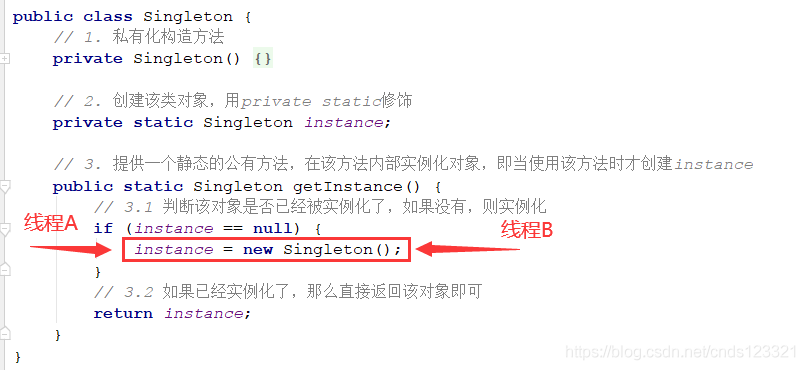 public class Singleton {
// 1. 私有化构造方法
private Singleton() {}
// 2. 创建该类对象，用private static修饰
private static Singleton instance;
// 3. 提供一个静态的公有方法，在该方法内部实例化对象，即当使用该方法时才创建instance
public static Singleton getInstance() {
// 3.1 判断该对象是否已经被实例化了，如果没有，则实例化
线程A if (instance == null) { 线程B
instance = new Singleton();
}
// 3.2 如果已经实例化了，那么直接返回该对象即可
return instance;
}
}
https://blog.csdn.net/cnds123321